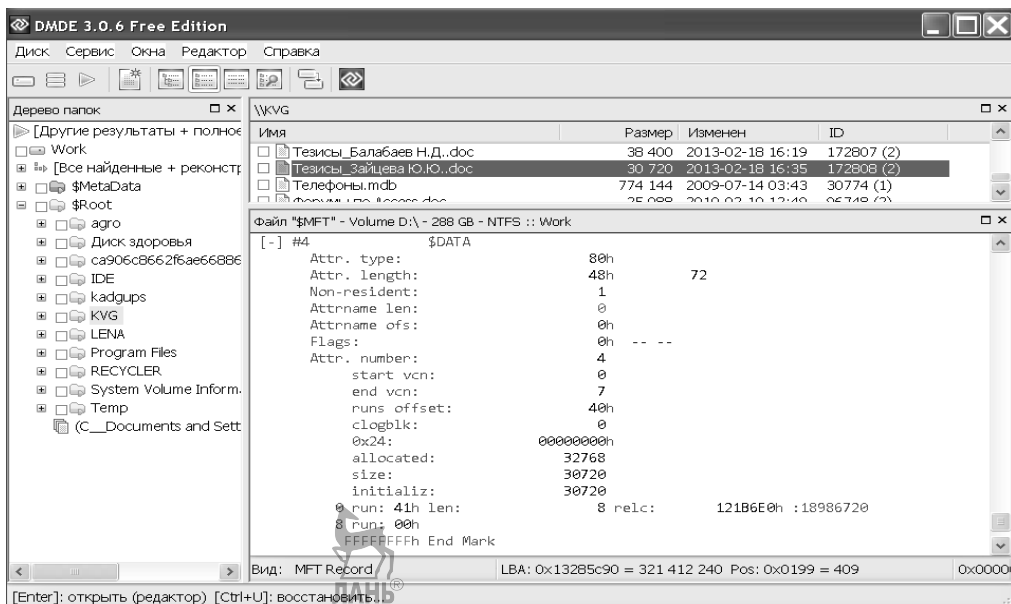 DMDE 3.0.6 Free Edition
Диск Сервис Окна Редактор Справка
Дерево папок
[Другие результаты + полное
Work
[Все найденные + реконстр
$MetaData
$Root
agro
Диск здоровья
ca906c8662f6ae66886
IDE
kadgups
KVG
LENA
Program Files
RECYCLER
System Volume Inform.
Temp
(C__Documents and Sett
\\KVG
Имя Размер Изменен ID
Тезисы_Балабаев Н.Д..doc 38 400 2013-02-18 16:19 172807 (2)
Тезисы_Зайцева Ю.Ю..doc 30 720 2013-02-18 16:35 172808 (2)
Телефоны.mdb 774 144 2009-07-14 03:43 30774 (1)
Файл "$MFT" - Volume D:\ - 288 GB - NTFS :: Work
[-] #4 $DATA
Attr. type: 80h
Attr. length: 48h 72
Non-resident: 1
Attrname len: 0
Attrname ofs: 0h
Flags: 0h -- --
Attr. number: 4
start vcn: 0
end vcn: 7
runs offset: 40h
clogblk: 0
0x24: 00000000h
allocated: 32768
size: 30720
initializ: 30720
0 run: 41h len: 8 relc: 121B6E0h :18986720
8 run: 00h
FFFFFFFFh End Mark
Вид: MFT Record LBA: 0x13285c90 = 321 412 240 Pos: 0x0199 = 409 0x0000
[Enter]: открыть (редактор) [Ctrl+U]: восстановить...
ЛАНЬ®